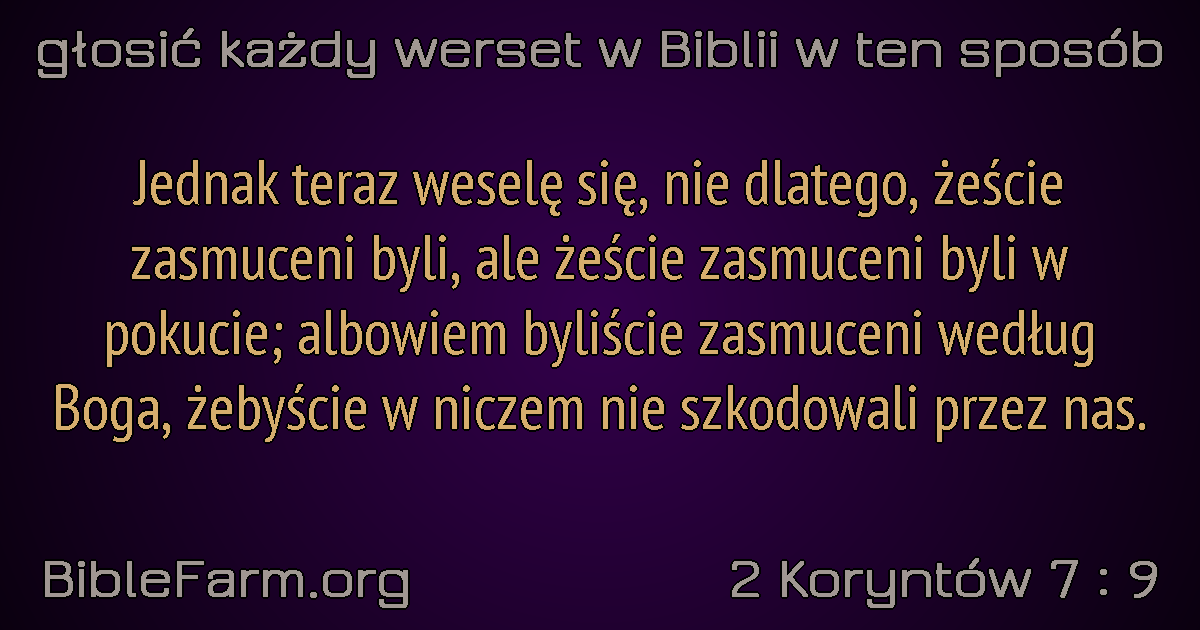 głosić każdy werset w Biblii w ten sposób
Jednak teraz weselę się, nie dlatego, żeście
zasmuceni byli, ale żeście zasmuceni byli w
pokucie; albowiem byliście zasmuceni według
Boga, żebyście w niczem nie szkodowali przez nas.
BibleFarm.org
2 Koryntów 7 : 9